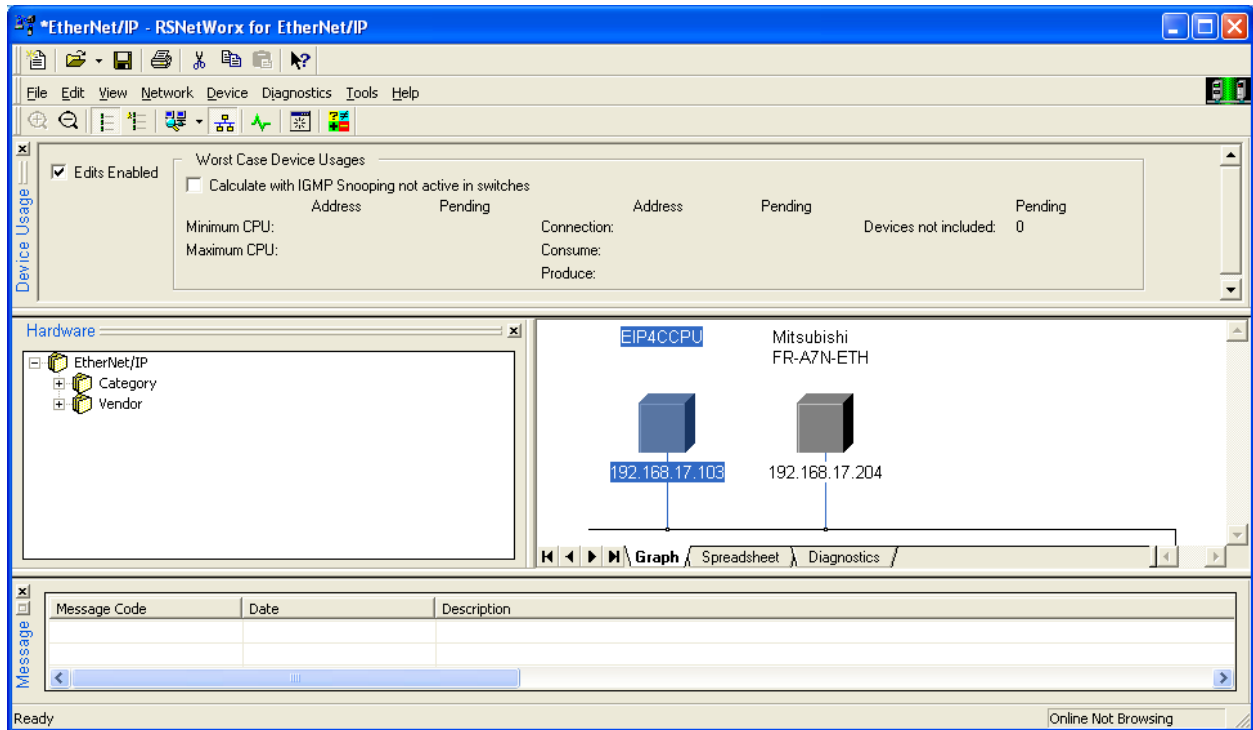 *EtherNet/IP - RSNetWorx for EtherNet/IP
File Edit View Network Device Diagnostics Tools Help
Device Usage
Edits Enabled
Worst Case Device Usages
Calculate with IGMP Snooping not active in switches
Address Pending Address Pending Pending
Minimum CPU: Connection: Devices not included: 0
Maximum CPU: Consume:
Produce:
Hardware
EtherNet/IP
Category
Vendor
EIP4CCPU
Mitsubishi
FR-A7N-ETH
192.168.17.103
192.168.17.204
Graph Spreadsheet Diagnostics
Message
Message Code Date Description
Ready Online Not Browsing